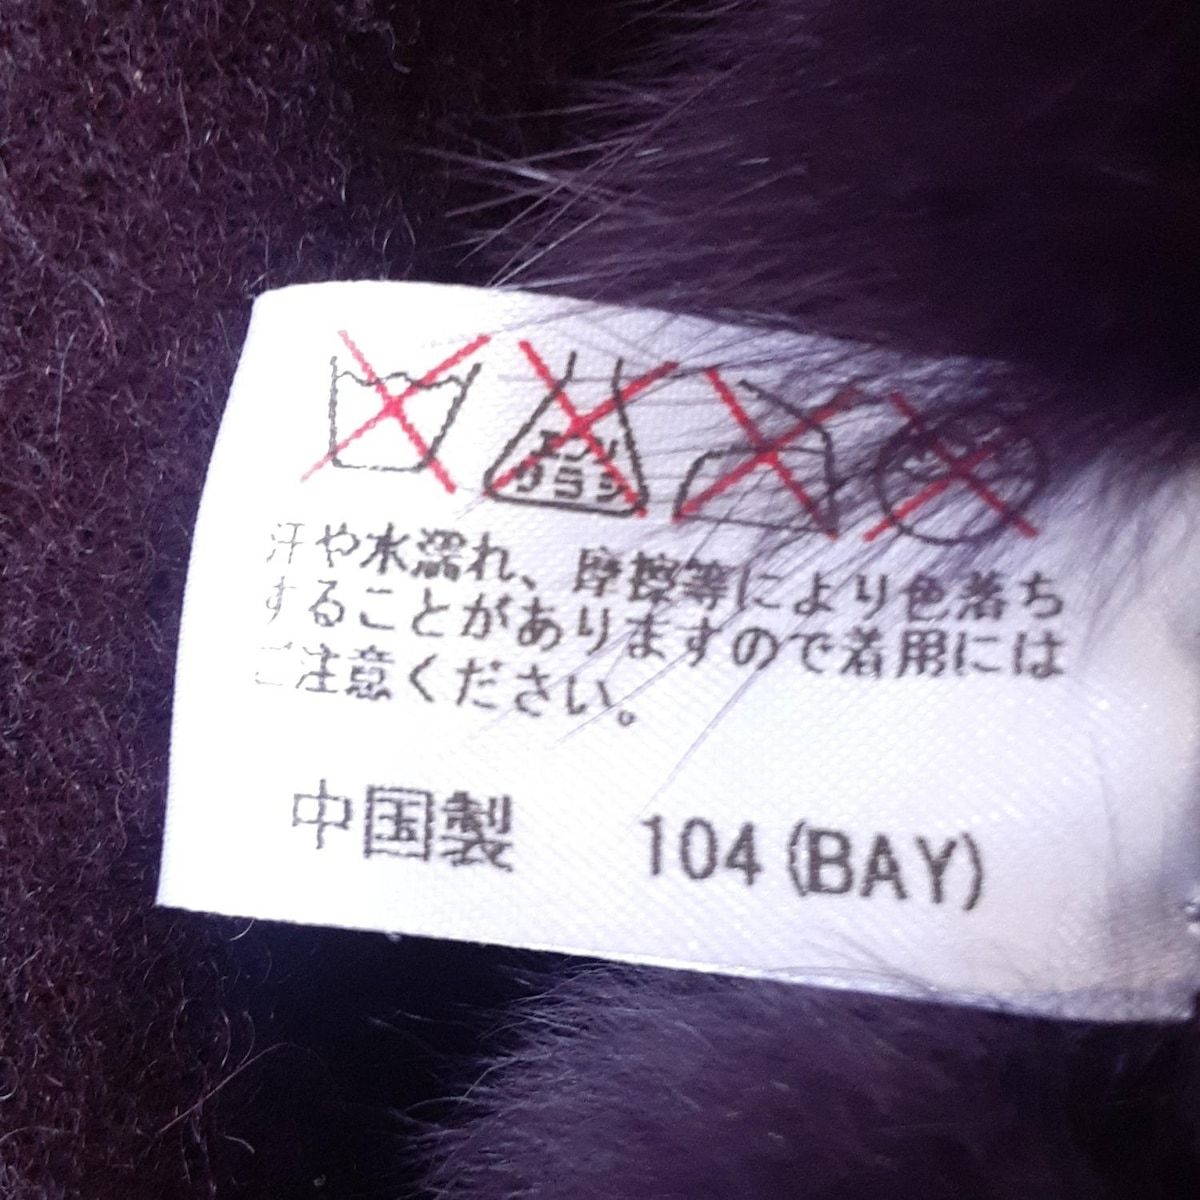 エンソ
サラシ
汗や水濡れ、摩擦等により色落ち
することがありますので着用には
ご注意ください。
中国製 104(BAY)